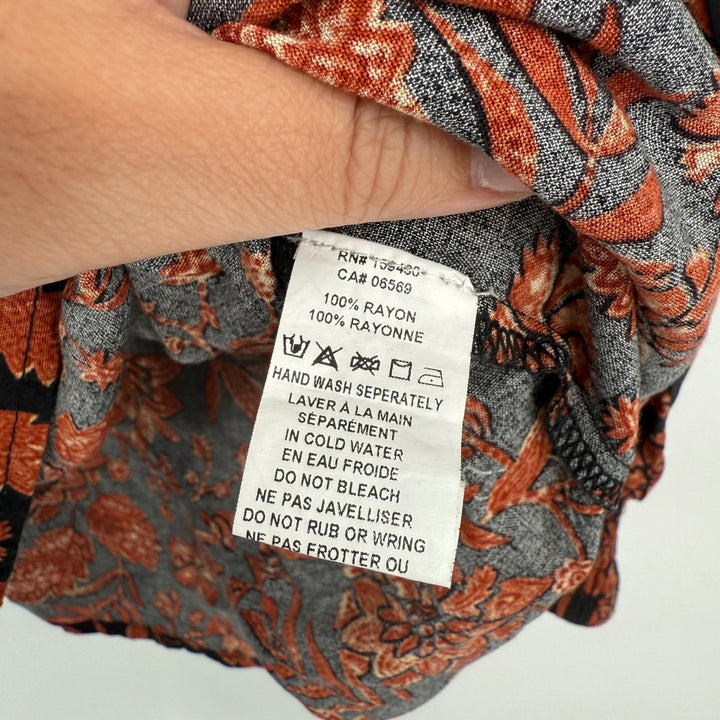 RN# 159480
CA# 06569
100% RAYON
100% RAYONNE
HAND WASH SEPERATELY
LAVER À LA MAIN
SÉPARÉMENT
IN COLD WATER
EN EAU FROIDE
DO NOT BLEACH
NE PAS JAVELLISER
DO NOT RUB OR WRING
NE PAS FROTTER OU